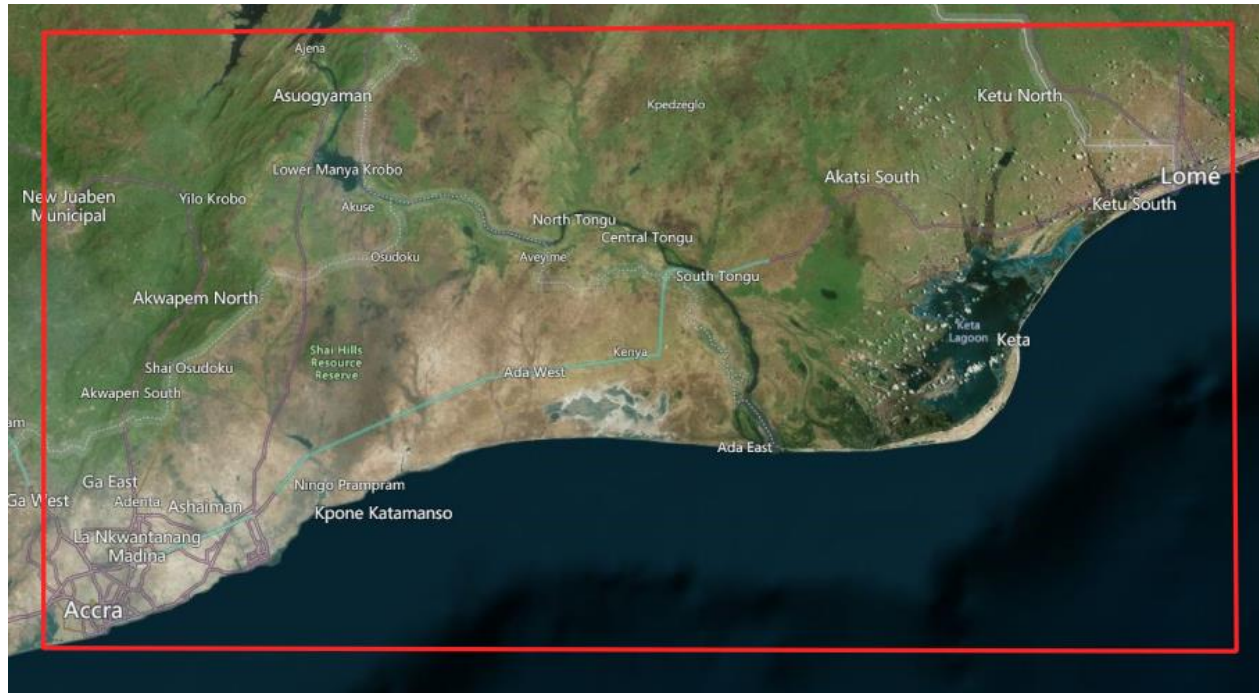 Ajena
Asuogyaman
Kpedzeglo
Ketu North
Lower Manya Krobo
New Juaben
Municipal
Yilo Krobo
Akuse
Akatsi South
Lomé
Ketu South
North Tongu
Central Tongu
Osudoku
Aveyime
South Tongu
Akwapem North
Keta
Lagoon
Keta
Shai Hills
Resource
Reserve
Kenya
Shai Osudoku
Ada West
Akwapen South
am
Ada East
Ga East
Ga West
Adenta
Ashaiman
Ningo Prampram
Kpone Katamanso
La Nkwantanang
Madina
Accra